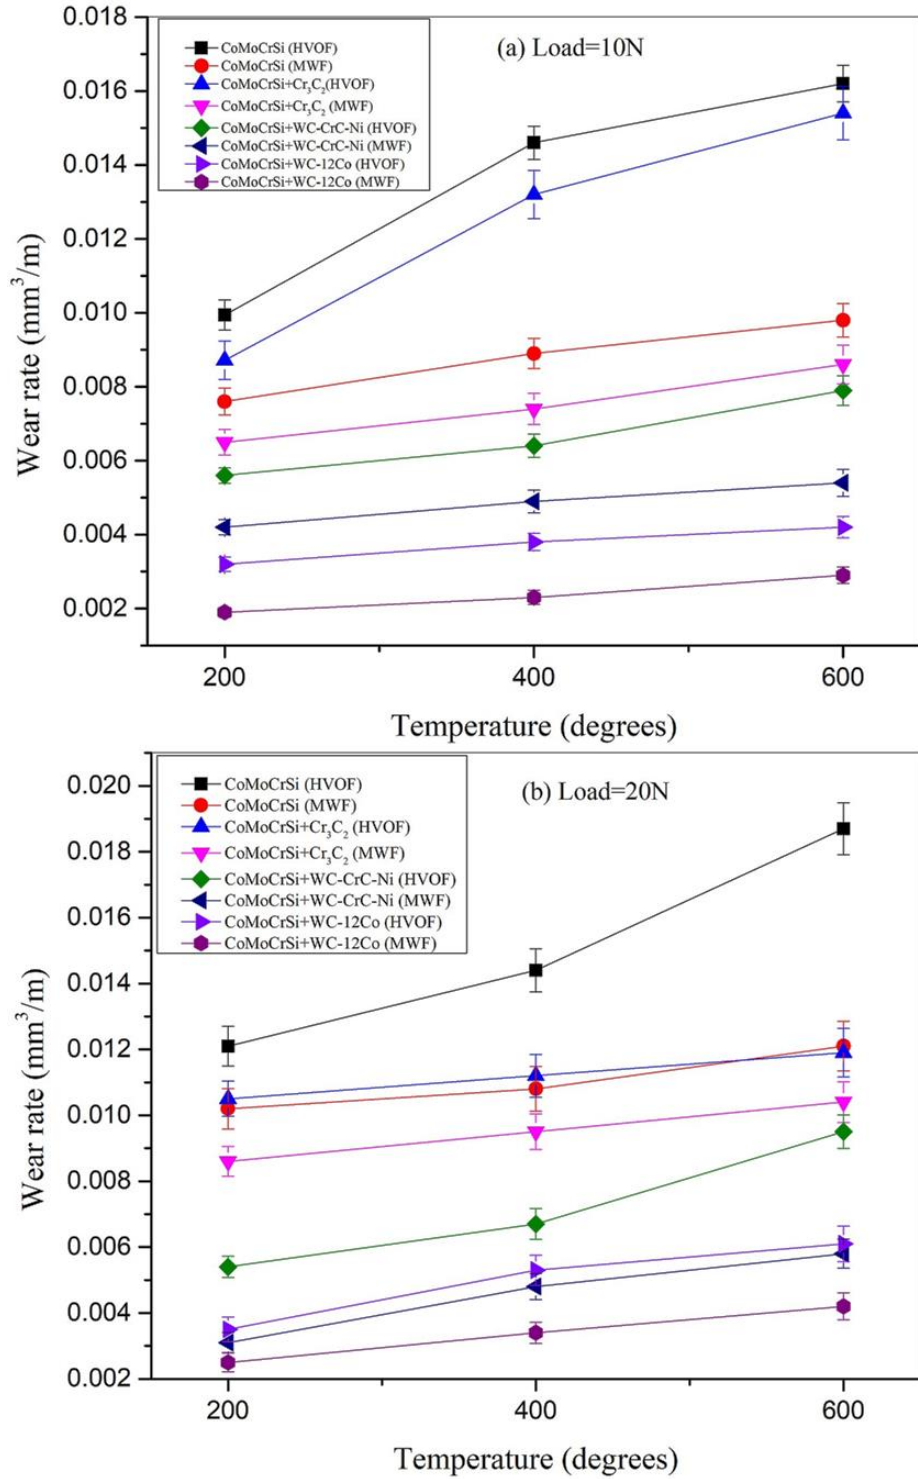 0.018
0.016
0.014
0.012
0.010
0.008
0.006
0.004
0.002
Wear rate (mm³/m)
CoMoCrSi (HVOF)
CoMoCrSi (MWF)
CoMoCrSi+Cr₃C₂(HVOF)
CoMoCrSi+Cr₃C₂ (MWF)
CoMoCrSi+WC-CrC-Ni (HVOF)
CoMoCrSi+WC-CrC-Ni (MWF)
CoMoCrSi+WC-12Co (HVOF)
CoMoCrSi+WC-12Co (MWF)
(a) Load=10N
200 400 600
Temperature (degrees)
0.020
0.018
0.016
0.014
0.012
0.010
0.008
0.006
0.004
0.002
Wear rate (mm³/m)
CoMoCrSi (HVOF)
CoMoCrSi (MWF)
CoMoCrSi+Cr₃C₂ (HVOF)
CoMoCrSi+Cr₃C₂ (MWF)
CoMoCrSi+WC-CrC-Ni (HVOF)
CoMoCrSi+WC-CrC-Ni (MWF)
CoMoCrSi+WC-12Co (HVOF)
CoMoCrSi+WC-12Co (MWF)
(b) Load=20N
200 400 600
Temperature (degrees)